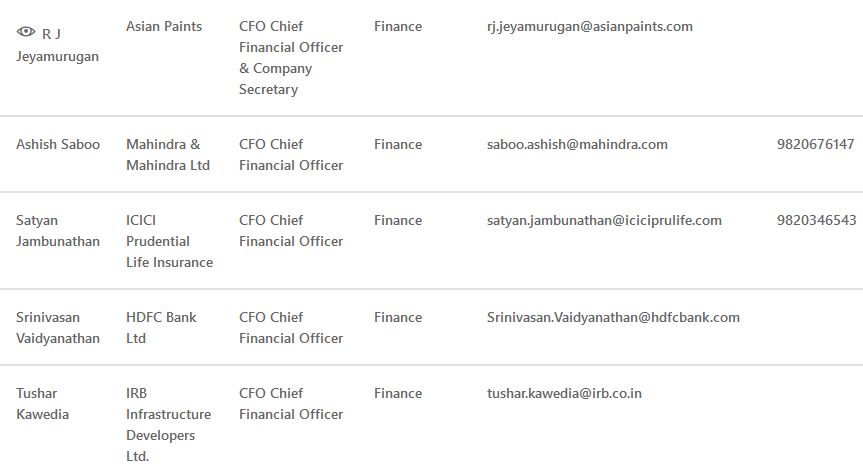 R J Jeyamurugan
Asian Paints
CFO Chief
Financial Officer
& Company
Secretary
Finance
rj.jeyamurugan@asianpaints.com
Ashish Saboo
Mahindra &
Mahindra Ltd
CFO Chief
Financial Officer
Finance
saboo.ashish@mahindra.com
9820676147
Satyan
Jambunathan
ICICI
Prudential
Life Insurance
CFO Chief
Financial Officer
Finance
satyan.jambunathan@iciciprulife.com
9820346543
Srinivasan
Vaidyanathan
HDFC Bank
Ltd
CFO Chief
Financial Officer
Finance
Srinivasan.Vaidyanathan@hdfcbank.com
Tushar
Kawedia
IRB
Infrastructure
Developers
Ltd.
CFO Chief
Financial Officer
Finance
tushar.kawedia@irb.co.in